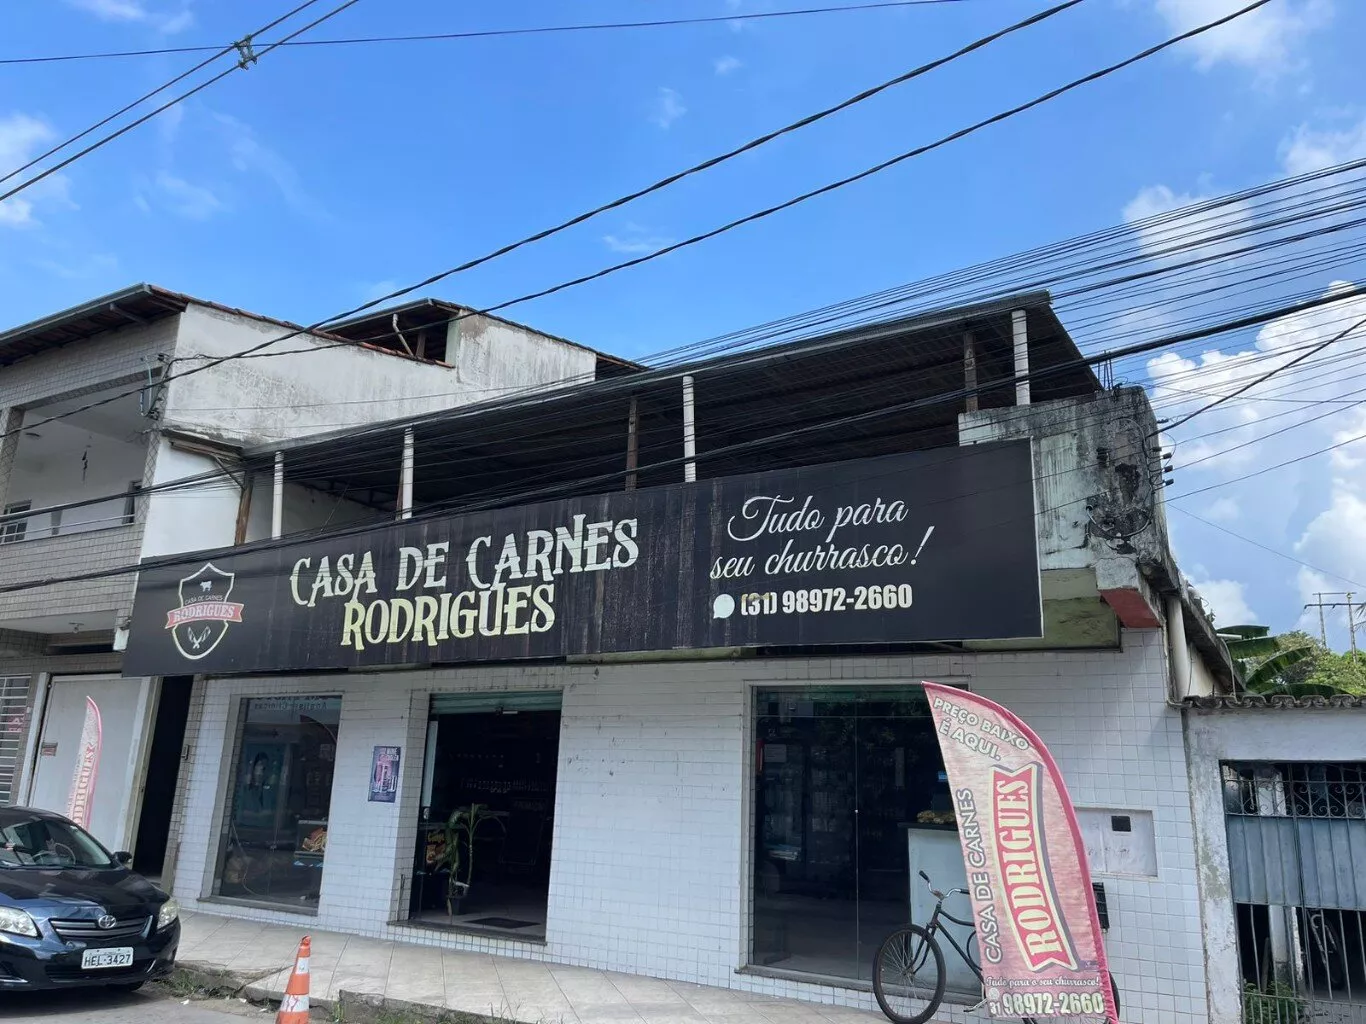 CASA DE CARNES
RODRIGUES
CASA DE CARNES
RODRIGUES
Tudo para
seu churrasco!
(31) 98972-2660
PREÇO BAIXO
É AQUI.
CASA DE CARNES
RODRIGUES
Tudo para o seu churrasco!
31 98972-2660
HEL-3427